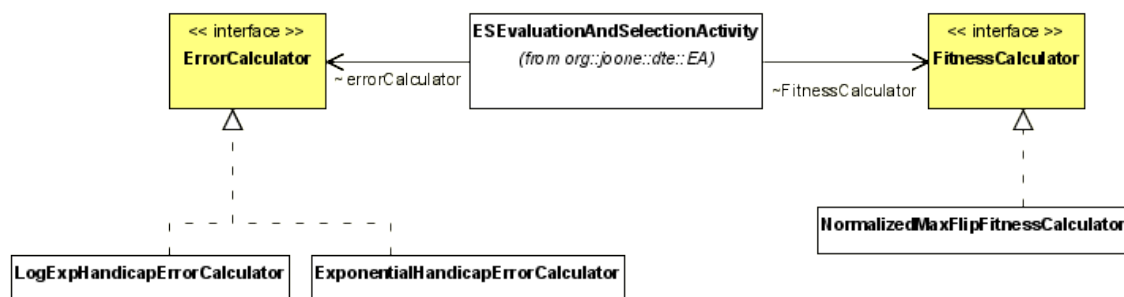 << interface >>
ErrorCalculator
ESEvaluationAndSelectionActivity
(from org::joone::dte::EA)
<< interface >>
FitnessCalculator
~ errorCalculator
~FitnessCalculator
NormalizedMaxFlipFitnessCalculator
LogExpHandicapErrorCalculator
ExponentialHandicapErrorCalculator